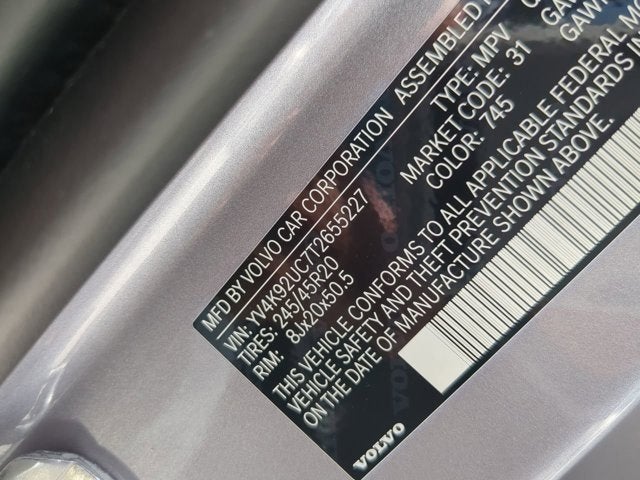 MFD BY VOLVO CAR CORPORATION ASSEMBLED
VIN: YV4K92UC7T2655227 TYPE: MPV
TIRES: 245/45R20 MARKET CODE: 31
RIM: 8Jx20x50.5 COLOR: 745
THIS VEHICLE CONFORMS TO ALL APPLICABLE FEDERAL
VEHICLE SAFETY AND THEFT PREVENTION STANDARDS
ON THE DATE OF MANUFACTURE SHOWN ABOVE.
VOLVO